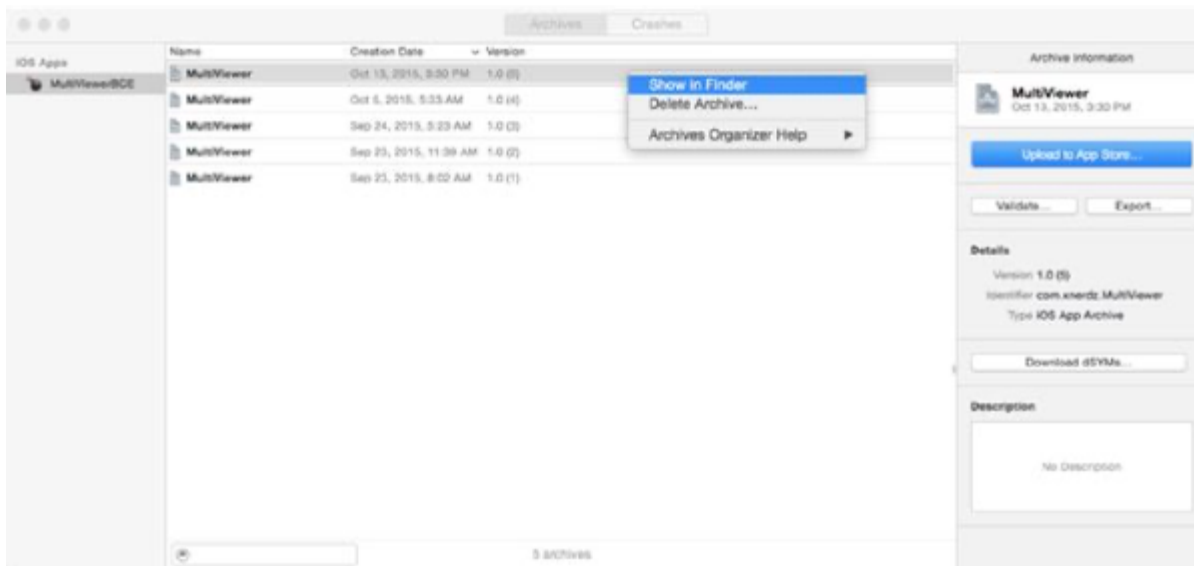 Archives Crashes
iOS Apps
MultiViewerBGE
Name Creation Date Version
MultiViewer Oct 13, 2015, 3:30 PM 1.0 (5)
MultiViewer Oct 6, 2015, 5:33 AM 1.0 (4)
MultiViewer Sep 24, 2015, 5:23 AM 1.0 (3)
MultiViewer Sep 23, 2015, 11:39 AM 1.0 (2)
MultiViewer Sep 23, 2015, 8:02 AM 1.0 (1)
Show in Finder
Delete Archive...
Archives Organizer Help
5 archives
Archive Information
MultiViewer
Oct 13, 2015, 3:30 PM
Upload to App Store...
Validate... Export...
Details
Version 1.0 (5)
Identifier com.xnerdz.MultiViewer
Type iOS App Archive
Download dSYMs...
Description
No Description